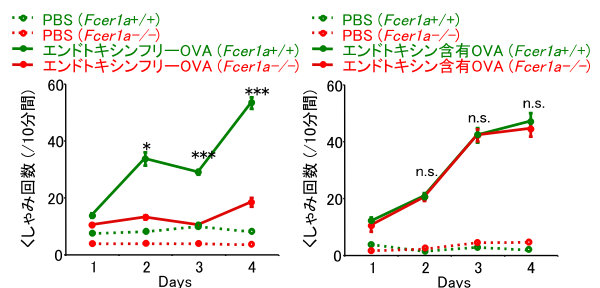 PBS (Fcer1a+/+)
PBS (Fcer1a−/−)
エンドトキシンフリーOVA (Fcer1a+/+)
エンドトキシンフリーOVA (Fcer1a−/−)
くしゃみ回数 (/10分間)
60
40
20
0
*
***
***
1 2 3 4
Days
PBS (Fcer1a+/+)
PBS (Fcer1a−/−)
エンドトキシン含有OVA (Fcer1a+/+)
エンドトキシン含有OVA (Fcer1a−/−)
くしゃみ回数 (/10分間)
60
40
20
0
n.s.
n.s.
n.s.
1 2 3 4
Days